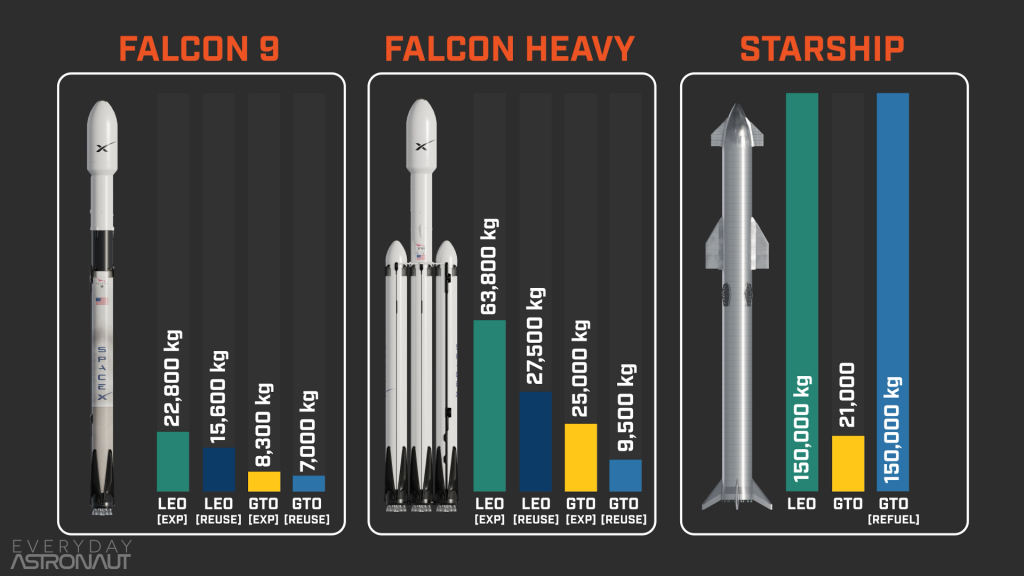 FALCON 9
FALCON HEAVY
STARSHIP
SPACEX
22,800 kg
15,600 kg
8,300 kg
7,000 kg
LEO
[EXP]
LEO
[REUSE]
GTO
[EXP]
GTO
[REUSE]
63,800 kg
27,500 kg
25,000 kg
9,500 kg
LEO
[EXP]
LEO
[REUSE]
GTO
[EXP]
GTO
[REUSE]
150,000 kg
21,000
150,000 kg
LEO
GTO
GTO
[REFUEL]
EVERYDAY
ASTRONAUT